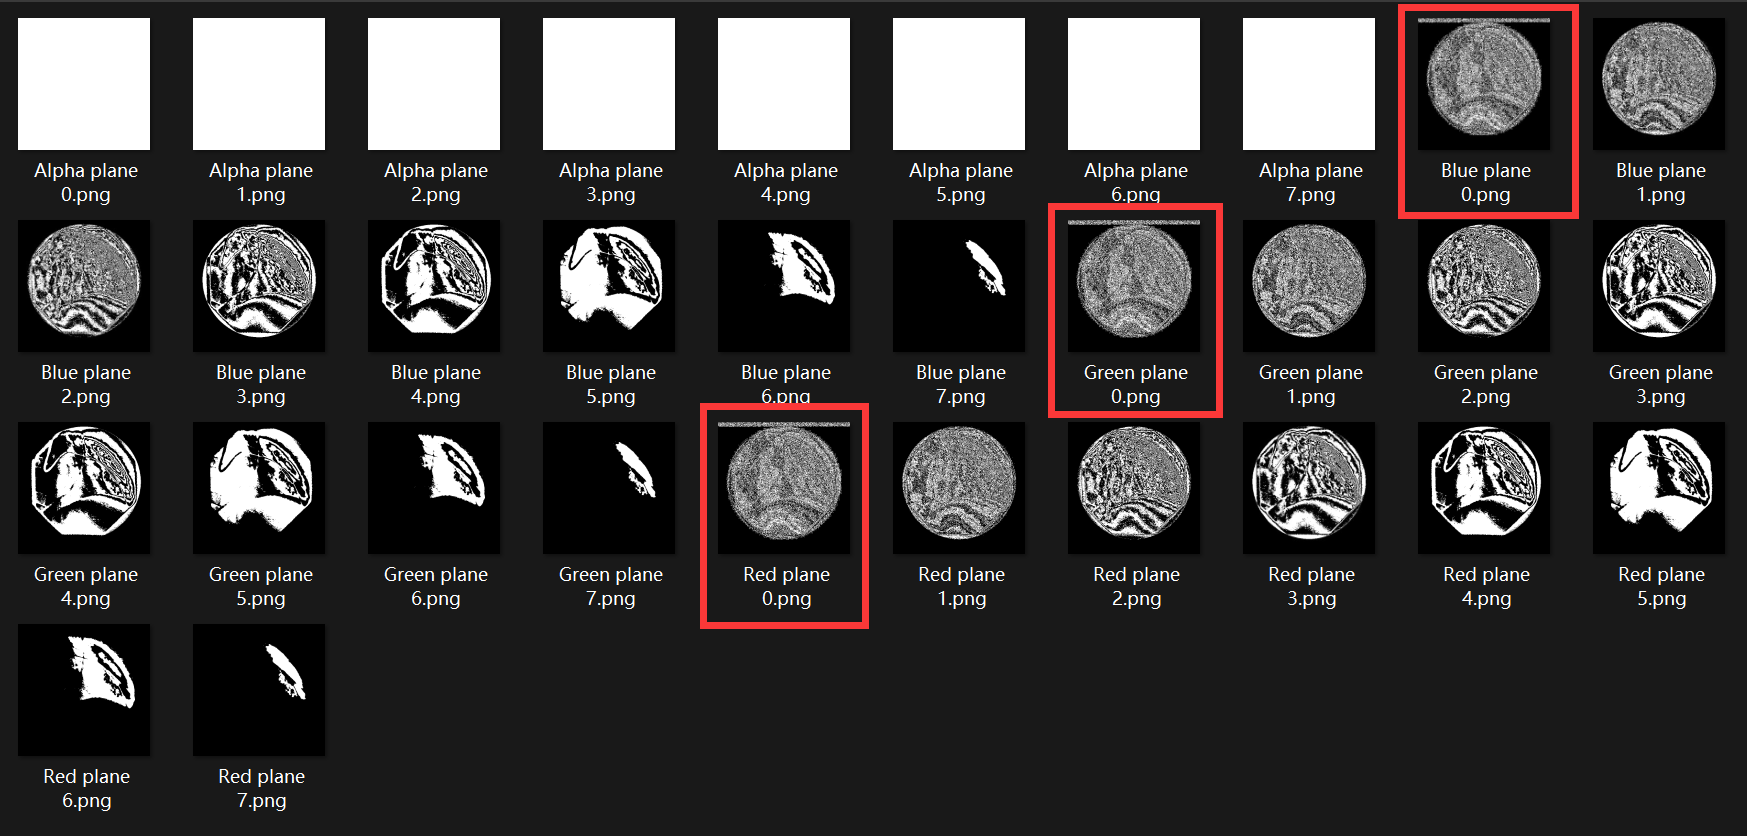 Alpha plane 0.png
Alpha plane 1.png
Alpha plane 2.png
Alpha plane 3.png
Alpha plane 4.png
Alpha plane 5.png
Alpha plane 6.png
Alpha plane 7.png
Blue plane 0.png
Blue plane 1.png
Blue plane 2.png
Blue plane 3.png
Blue plane 4.png
Blue plane 5.png
Blue plane 6.png
Blue plane 7.png
Green plane 0.png
Green plane 1.png
Green plane 2.png
Green plane 3.png
Green plane 4.png
Green plane 5.png
Green plane 6.png
Green plane 7.png
Red plane 0.png
Red plane 1.png
Red plane 2.png
Red plane 3.png
Red plane 4.png
Red plane 5.png
Red plane 6.png
Red plane 7.png